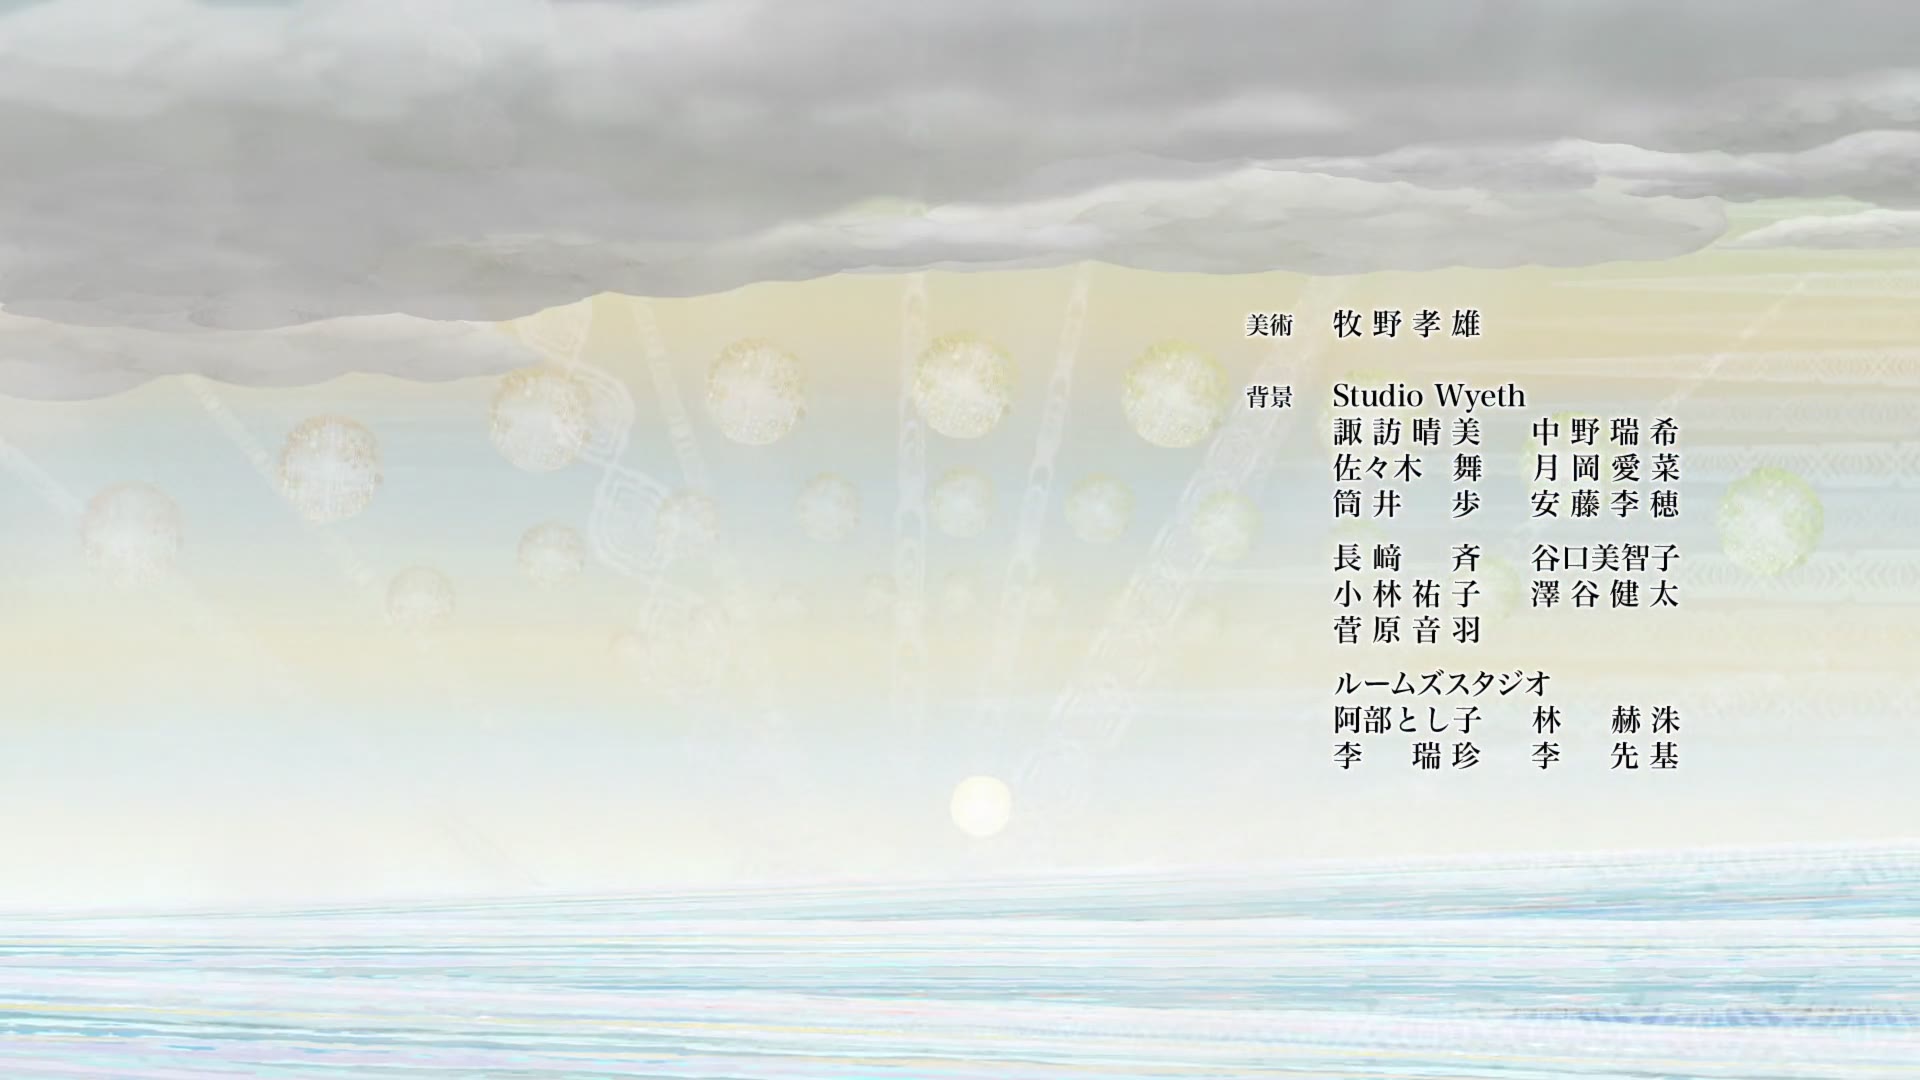 美術 牧野孝雄
背景 Studio Wyeth
諏訪晴美 中野瑞希
佐々木舞 月岡愛菜
筒井歩 安藤李穂
長﨑斉 谷口美智子
小林祐子 澤谷健太
菅原音羽
ルームズスタジオ
阿部とし子 林赫洙
李瑞珍 李先基